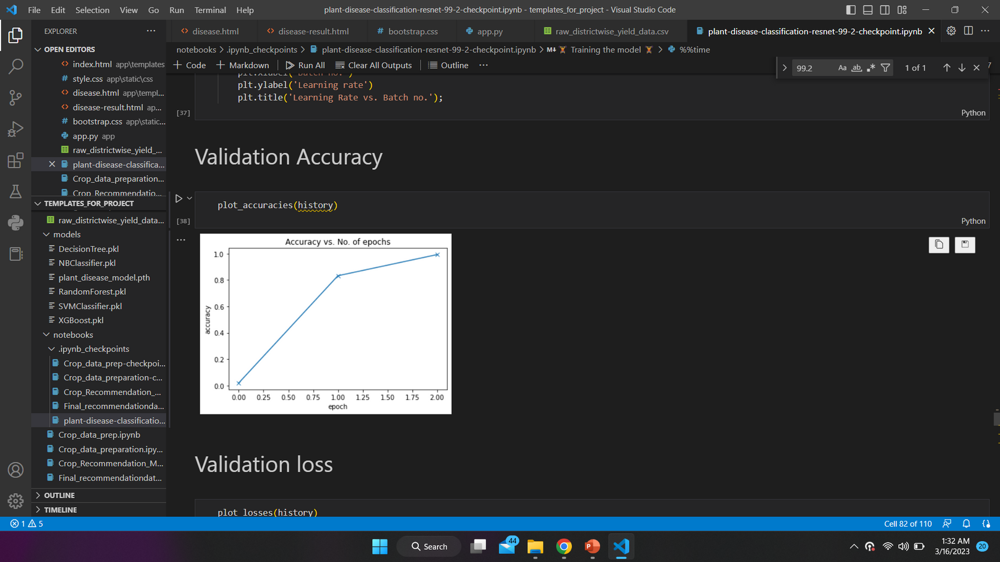 File Edit Selection View Go Run Terminal Help
plant-disease-classification-resnet-99-2-checkpoint.ipynb - templates_for_project - Visual Studio Code
EXPLORER
disease.html
disease-result.html
# bootstrap.css
app.py
raw_districtwise_yield_data.csv
plant-disease-classification-resnet-99-2-checkpoint.ipynb
OPEN EDITORS
index.html app\templates
# style.css app\static\css
disease.html app\templ...
disease-result.html ap...
# bootstrap.css app\static...
app.py app
raw_districtwise_yield_...
plant-disease-classifica...
Crop_data_preparation...
Crop_Recommendatio...
TEMPLATES_FOR_PROJECT
raw_districtwise_yield_data...
models
DecisionTree.pkl
NBClassifier.pkl
plant_disease_model.pth
RandomForest.pkl
SVMClassifier.pkl
XGBoost.pkl
notebooks
.ipynb_checkpoints
Crop_data_prep-checkpoi...
Crop_data_preparation-c...
Crop_Recommendation_...
Final_recommendationda...
plant-disease-classificatio...
Crop_data_prep.ipynb
Crop_data_preparation.ipy...
Crop_Recommendation_M...
Final_recommendationdat...
OUTLINE
TIMELINE
notebooks > .ipynb_checkpoints > plant-disease-classification-resnet-99-2-checkpoint.ipynb > M↓ Training the model > %%time
+ Code + Markdown Run All Clear All Outputs Outline ...
99.2 Aa ab .* 1 of 1
plt.xlabel('Batch no.')
plt.ylabel('Learning rate')
plt.title('Learning Rate vs. Batch no.');
[37]
Python
Validation Accuracy
plot_accuracies(history)
[38]
Python
Accuracy vs. No. of epochs
1.0
0.8
0.6
0.4
0.2
0.0
accuracy
0.00 0.25 0.50 0.75 1.00 1.25 1.50 1.75 2.00
epoch
Validation loss
plot_losses(history)
1 5
Cell 82 of 110
Search
44
1:32 AM
3/16/2023
20